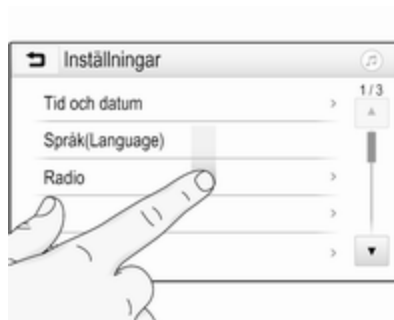 Inställningar
1/3
Tid och datum
Språk(Language)
Radio